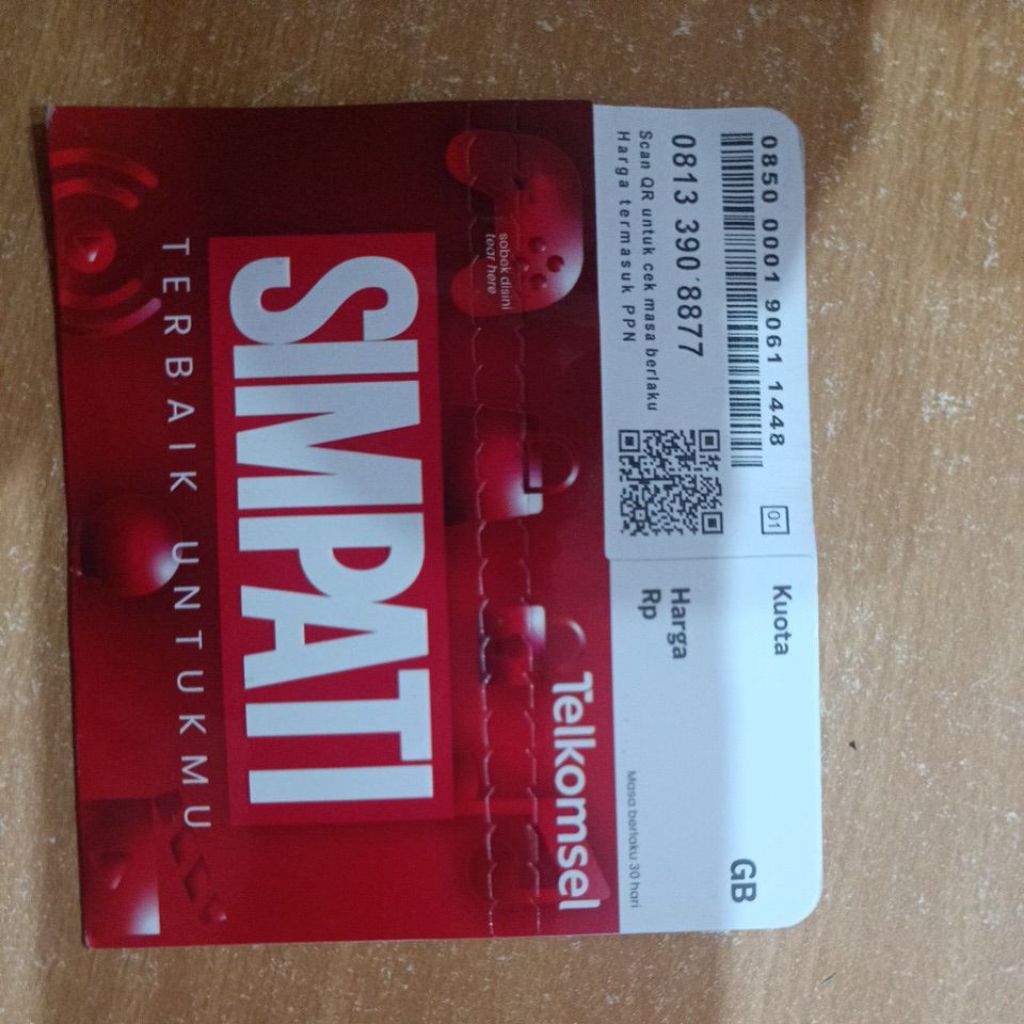 0850 0001 9061 1448
01
0813 390 8877
Scan QR untuk cek masa berlaku
Harga termasuk PPN
Kuota
GB
Harga
Rp
Masa berlaku 30 hari
Telkomsel
sobek disini
tear here
SIMPATI
TERBAIK UNTUKMU